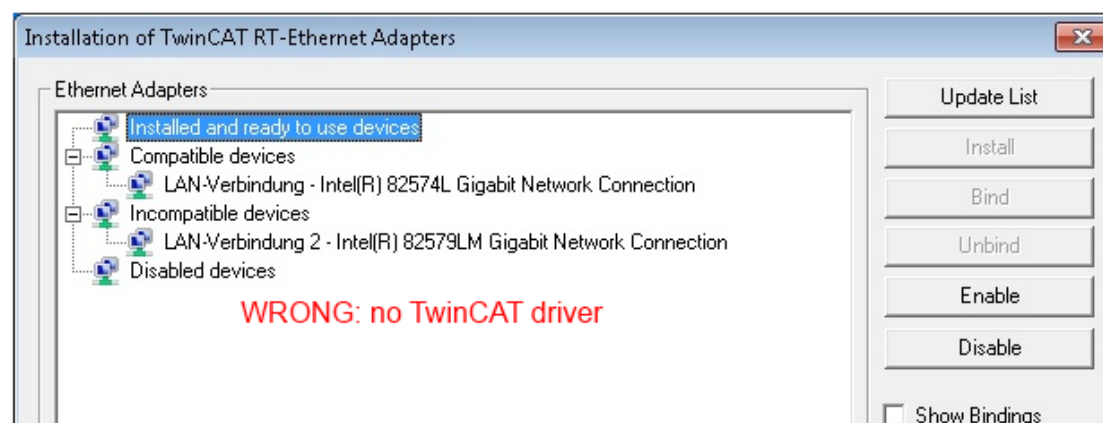 Installation of TwinCAT RT-Ethernet Adapters
Ethernet Adapters
Installed and ready to use devices
Compatible devices
LAN-Verbindung - Intel(R) 82574L Gigabit Network Connection
Incompatible devices
LAN-Verbindung 2 - Intel(R) 82579LM Gigabit Network Connection
Disabled devices
WRONG: no TwinCAT driver
Update List
Install
Bind
Unbind
Enable
Disable
Show Bindings